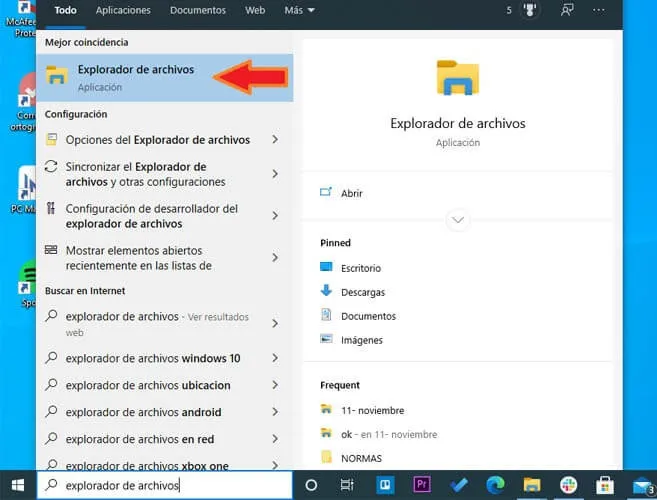 Todo Aplicaciones Documentos Web Más 5 ...
McAfee
Prote
Mejor coincidencia
Explorador de archivos
Aplicación
Configuración
Opciones del Explorador de archivos
Sincronizar el Explorador de
archivos y otras configuraciones
Configuración de desarrollador del
explorador de archivos
Mostrar elementos abiertos
recientemente en las listas de
Buscar en Internet
explorador de archivos - Ver resultados
web
explorador de archivos windows 10
explorador de archivos ubicacion
explorador de archivos android
explorador de archivos en red
explorador de archivos xbox one
Corre
ortog
PC Ma
Spo
Explorador de archivos
Aplicación
Abrir
Pinned
Escritorio
Descargas
Documentos
Imágenes
Frequent
11- noviembre
ok - en 11- noviembre
NORMAS
explorador de archivos
Pr
3